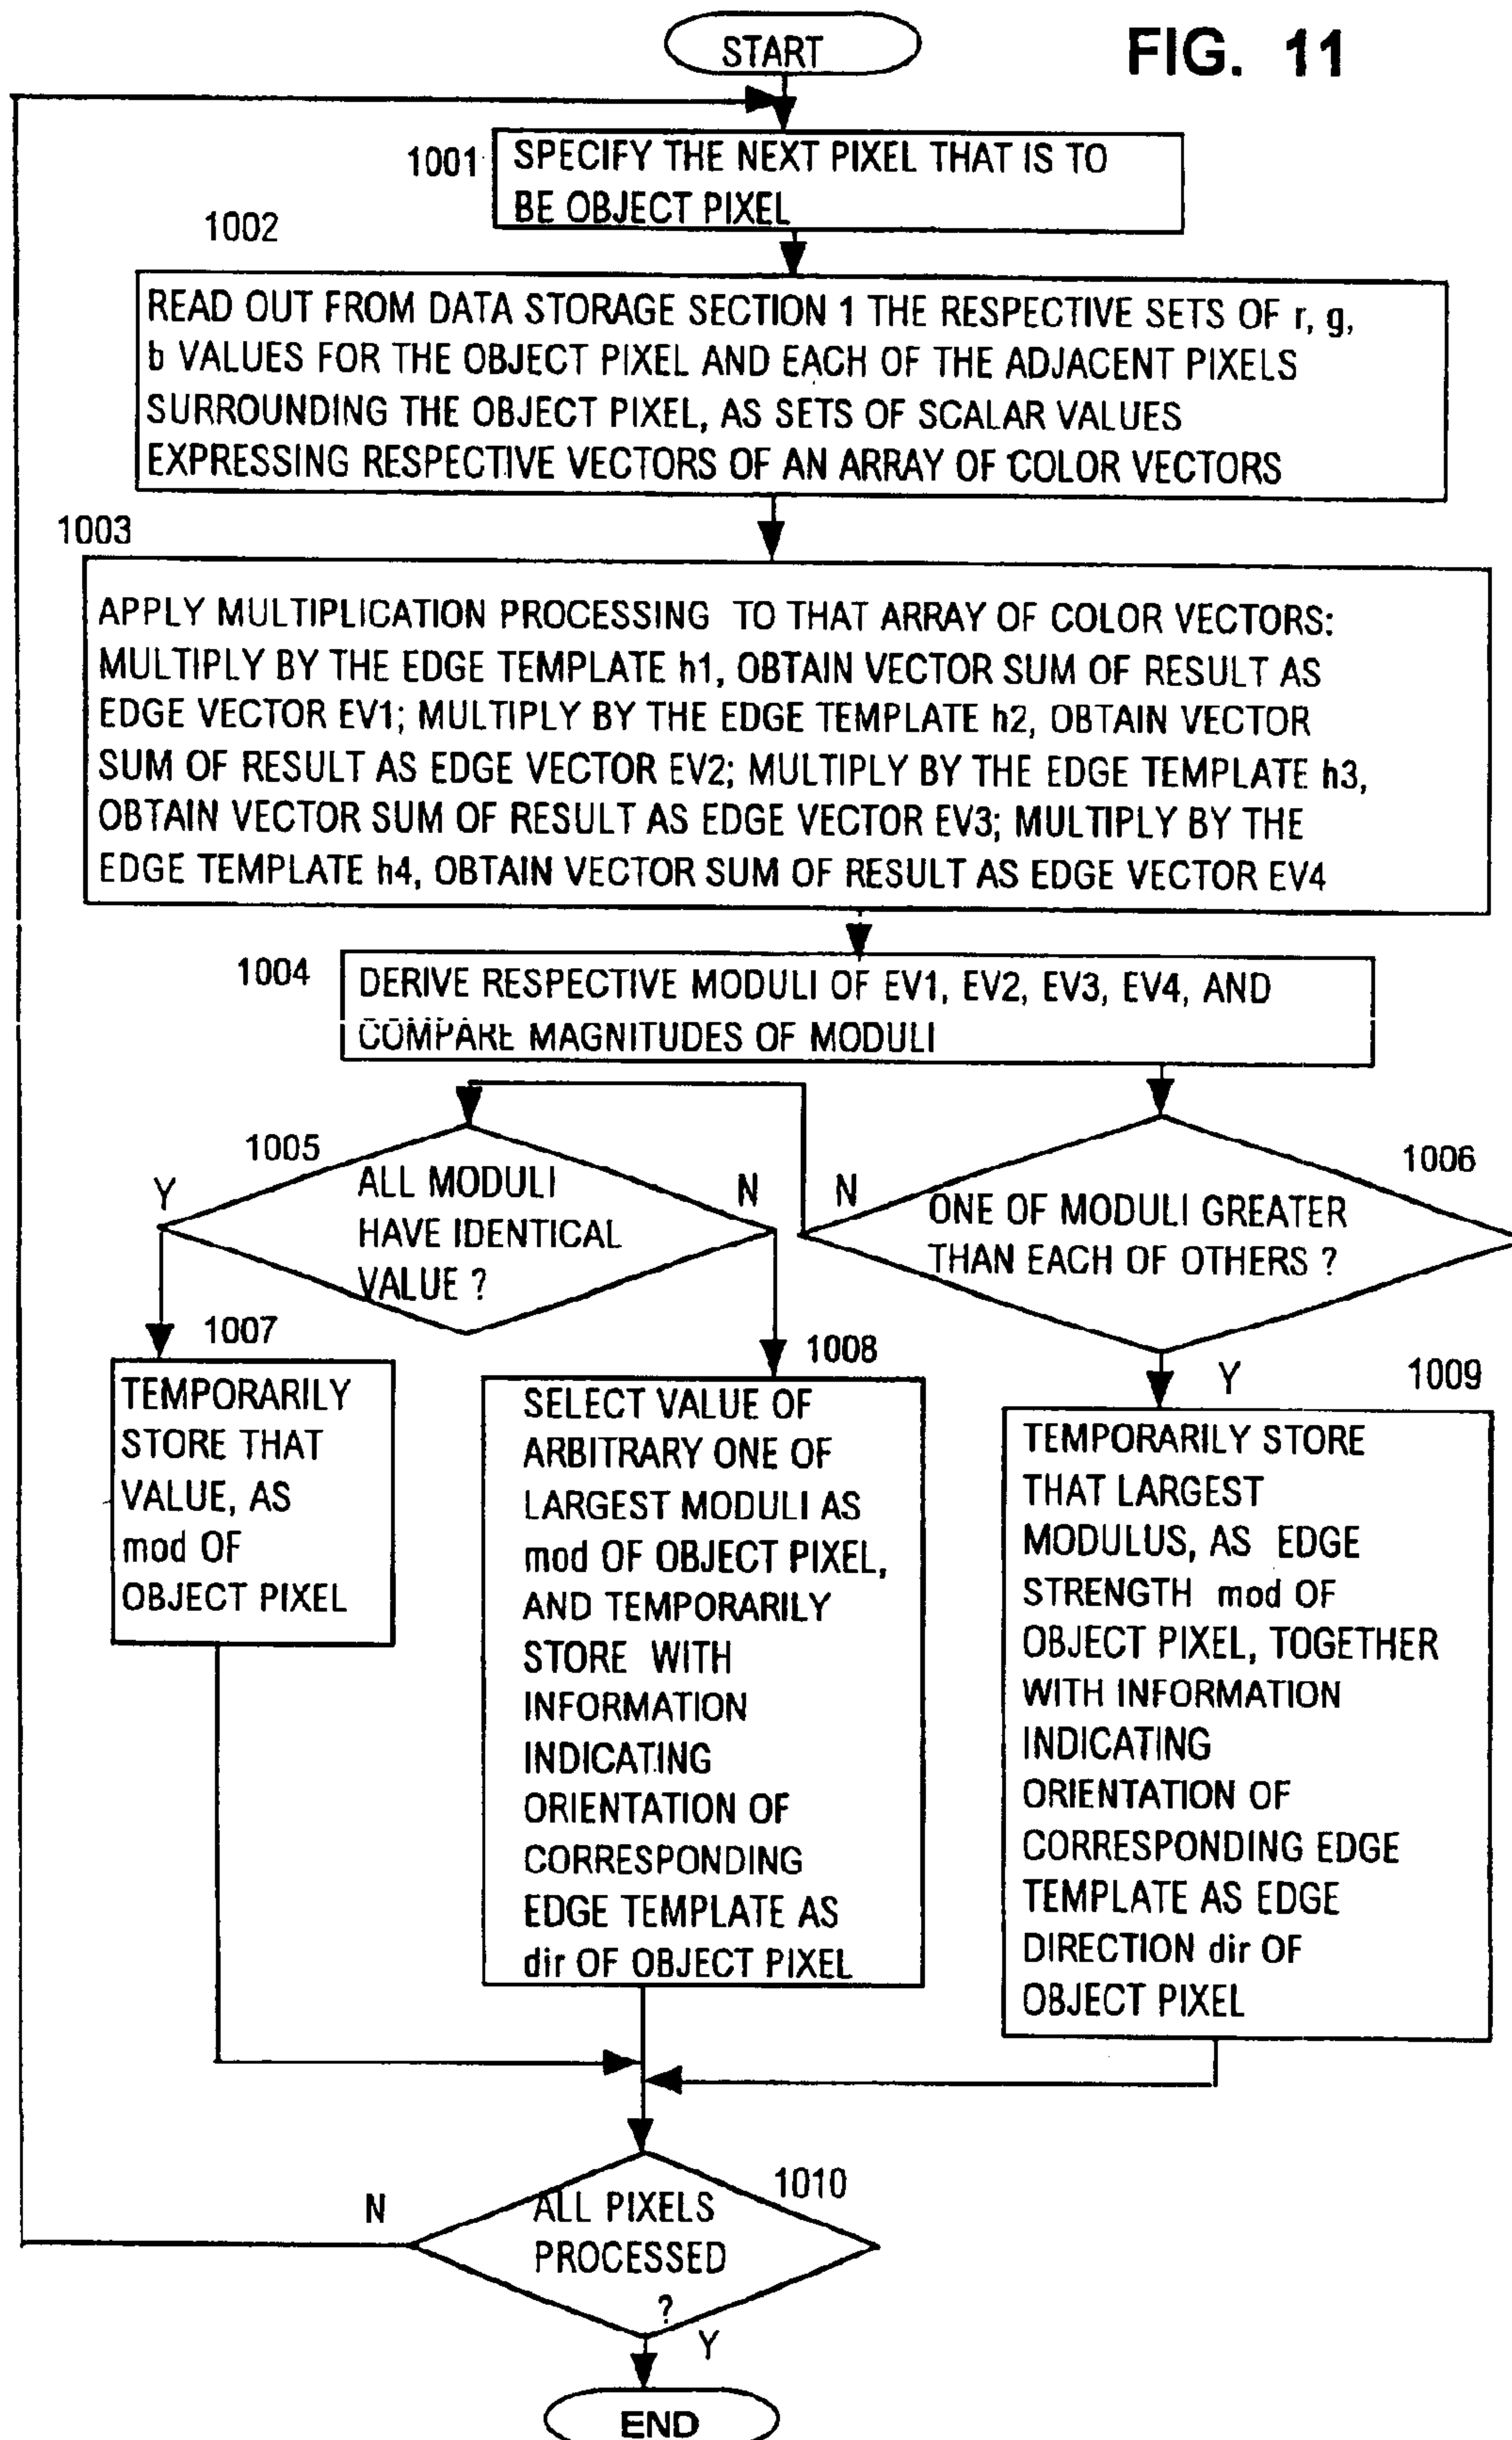 START
FIG. 11
1001
SPECIFY THE NEXT PIXEL THAT IS TO
BE OBJECT PIXEL
1002
READ OUT FROM DATA STORAGE SECTION 1 THE RESPECTIVE SETS OF r, g,
b VALUES FOR THE OBJECT PIXEL AND EACH OF THE ADJACENT PIXELS
SURROUNDING THE OBJECT PIXEL, AS SETS OF SCALAR VALUES
EXPRESSING RESPECTIVE VECTORS OF AN ARRAY OF COLOR VECTORS
1003
APPLY MULTIPLICATION PROCESSING TO THAT ARRAY OF COLOR VECTORS:
MULTIPLY BY THE EDGE TEMPLATE h1, OBTAIN VECTOR SUM OF RESULT AS
EDGE VECTOR EV1; MULTIPLY BY THE EDGE TEMPLATE h2, OBTAIN VECTOR
SUM OF RESULT AS EDGE VECTOR EV2; MULTIPLY BY THE EDGE TEMPLATE h3,
OBTAIN VECTOR SUM OF RESULT AS EDGE VECTOR EV3; MULTIPLY BY THE
EDGE TEMPLATE h4, OBTAIN VECTOR SUM OF RESULT AS EDGE VECTOR EV4
1004
DERIVE RESPECTIVE MODULI OF EV1, EV2, EV3, EV4, AND
COMPARE MAGNITUDES OF MODULI
1005
Y
ALL MODULI
HAVE IDENTICAL
VALUE ?
N
N
1006
ONE OF MODULI GREATER
THAN EACH OF OTHERS ?
Y
1007
TEMPORARILY
STORE THAT
VALUE, AS
mod OF
OBJECT PIXEL
1008
SELECT VALUE OF
ARBITRARY ONE OF
LARGEST MODULI AS
mod OF OBJECT PIXEL,
AND TEMPORARILY
STORE WITH
INFORMATION
INDICATING
ORIENTATION OF
CORRESPONDING
EDGE TEMPLATE AS
dir OF OBJECT PIXEL
1009
TEMPORARILY STORE
THAT LARGEST
MODULUS, AS EDGE
STRENGTH mod OF
OBJECT PIXEL, TOGETHER
WITH INFORMATION
INDICATING
ORIENTATION OF
CORRESPONDING EDGE
TEMPLATE AS EDGE
DIRECTION dir OF
OBJECT PIXEL
1010
N
ALL PIXELS
PROCESSED
?
Y
END